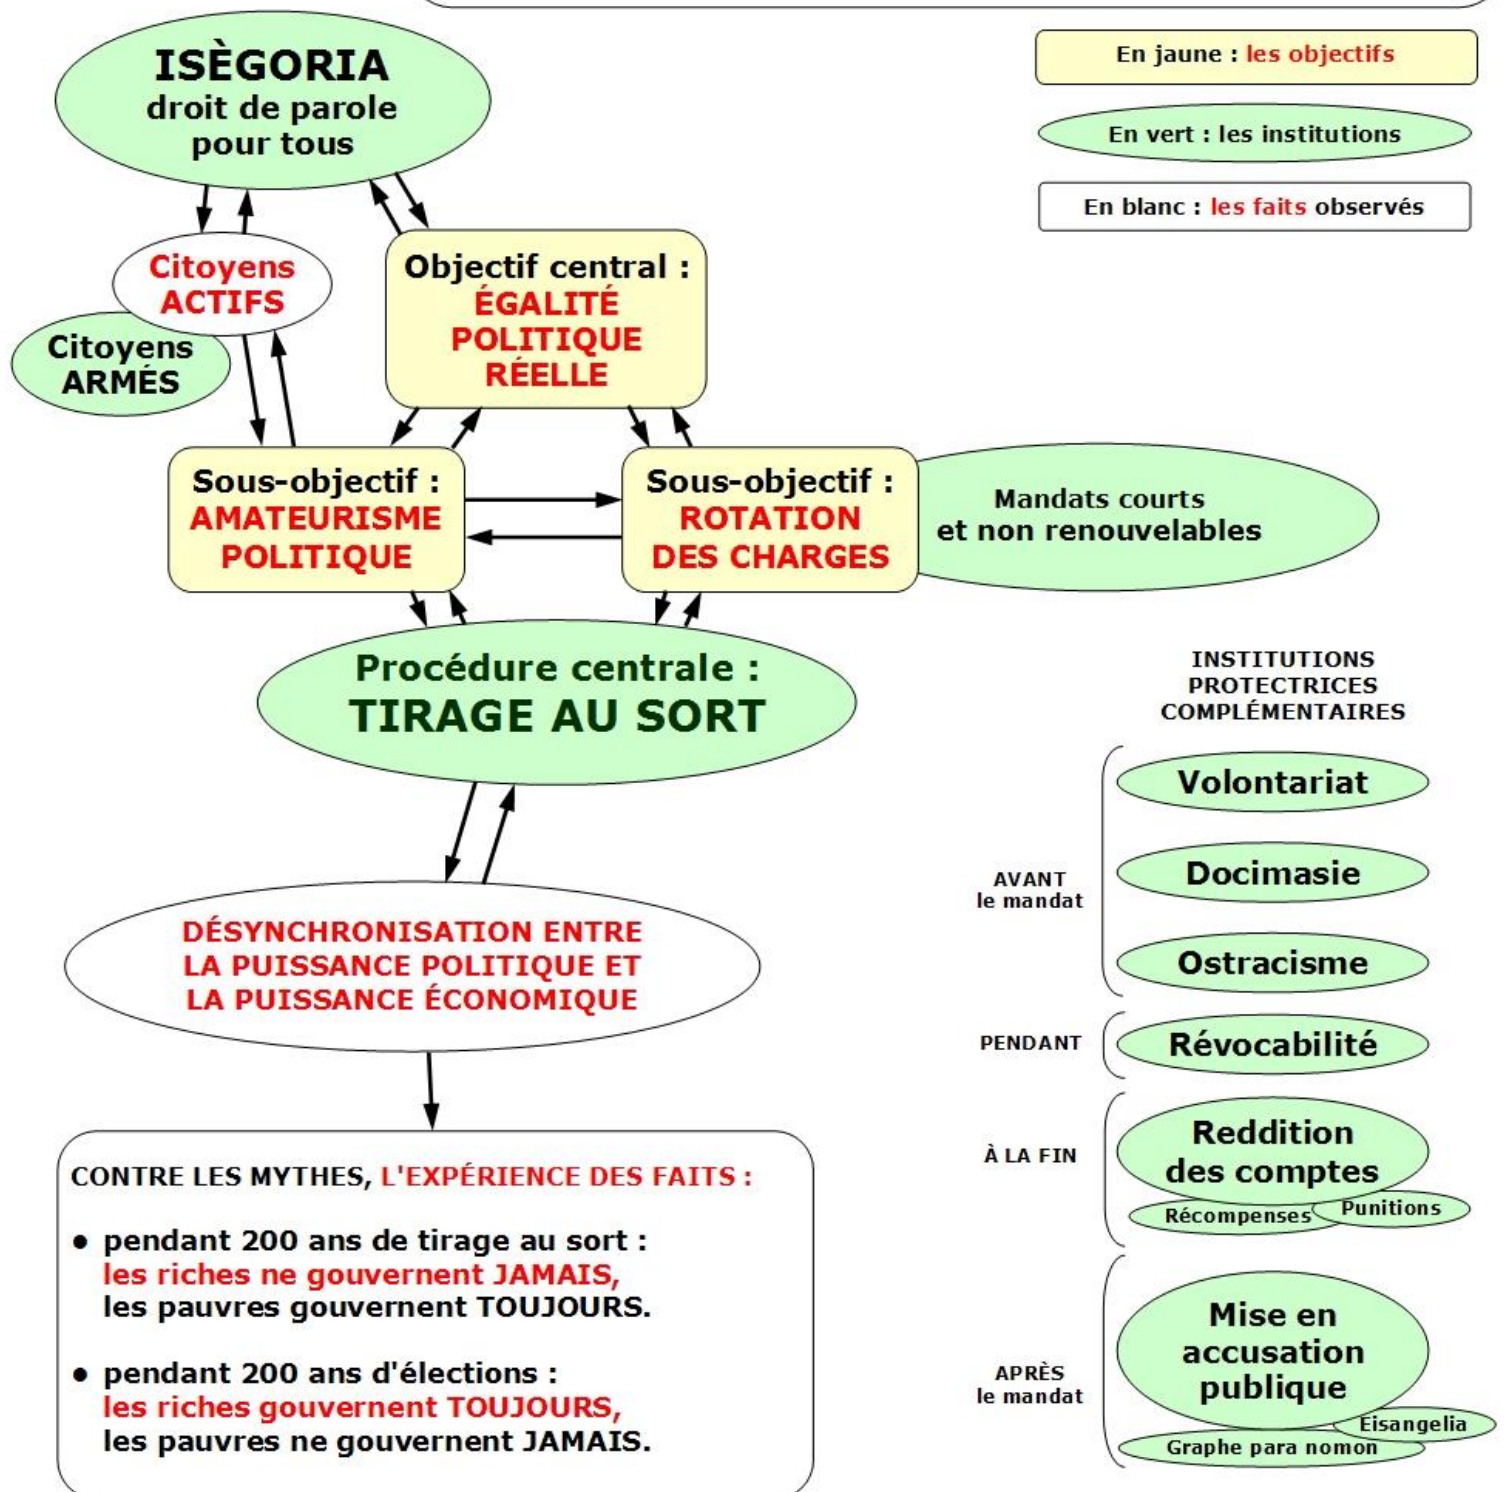 ISÈGORIA
droit de parole
pour tous
En jaune : les objectifs
En vert : les institutions
En blanc : les faits observés
Citoyens
ACTIFS
Citoyens
ARMÉS
Objectif central :
ÉGALITÉ
POLITIQUE
RÉELLE
Sous-objectif :
AMATEURISME
POLITIQUE
Sous-objectif :
ROTATION
DES CHARGES
Mandats courts
et non renouvelables
Procédure centrale :
TIRAGE AU SORT
DÉSYNCHRONISATION ENTRE
LA PUISSANCE POLITIQUE ET
LA PUISSANCE ÉCONOMIQUE
CONTRE LES MYTHES, L'EXPÉRIENCE DES FAITS :
● pendant 200 ans de tirage au sort :
les riches ne gouvernent JAMAIS,
les pauvres gouvernent TOUJOURS.
● pendant 200 ans d'élections :
les riches gouvernent TOUJOURS,
les pauvres ne gouvernent JAMAIS.
INSTITUTIONS
PROTECTRICES
COMPLÉMENTAIRES
AVANT
le mandat
Volontariat
Docimasie
Ostracisme
PENDANT
Révocabilité
À LA FIN
Reddition
des comptes
Récompenses
Punitions
APRÈS
le mandat
Mise en
accusation
publique
Eisangelia
Graphe para nomon